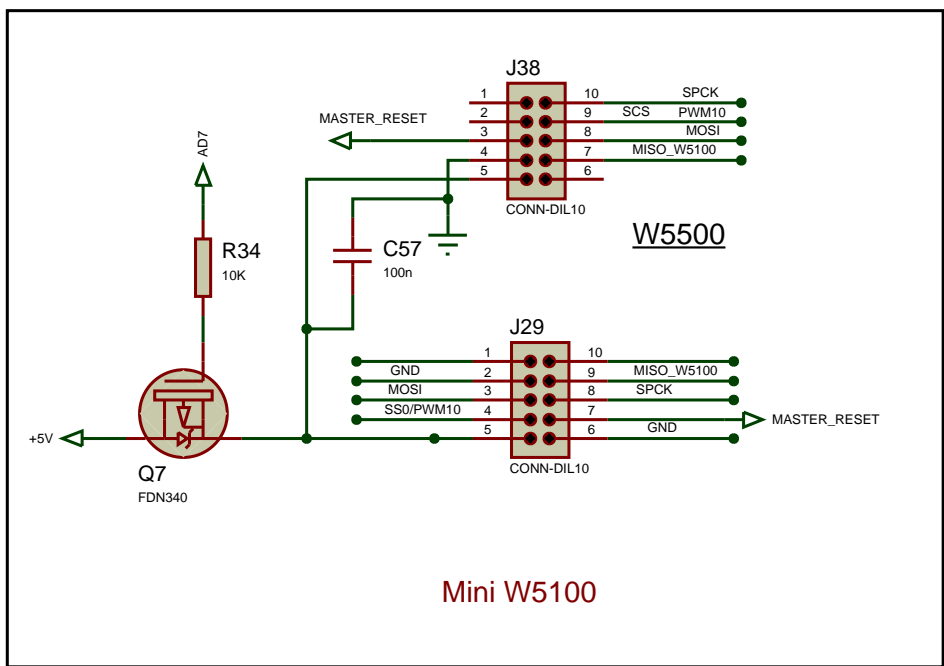 J38
1
10
SPCK
2
9
SCS
PWM10
MASTER_RESET
3
8
MOSI
4
7
MISO_W5100
5
6
CONN-DIL10
AD7
W5500
R34
10K
C57
100n
J29
1
10
GND
2
9
MISO_W5100
MOSI
3
8
SPCK
SS0/PWM10
4
7
MASTER_RESET
5
6
GND
+5V
CONN-DIL10
Q7
FDN340
Mini W5100